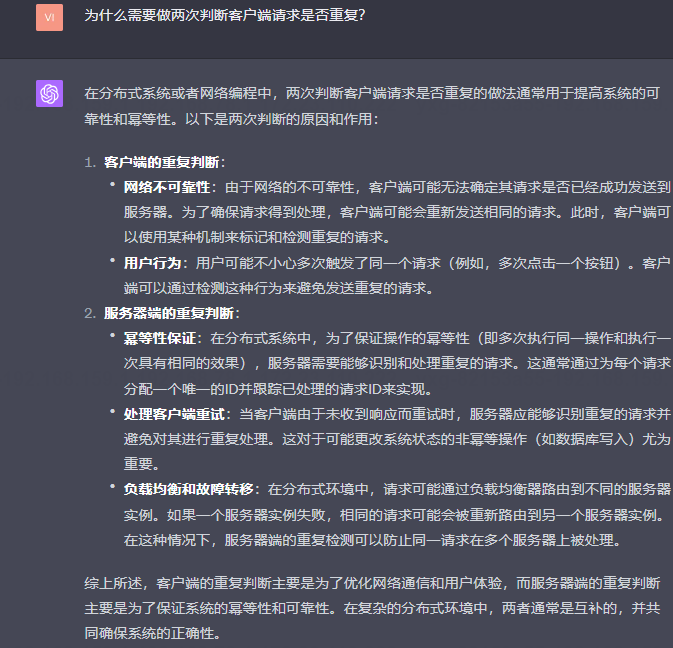 VI
为什么需要做两次判断客户端请求是否重复？
在分布式系统或者网络编程中，两次判断客户端请求是否重复的做法通常用于提高系统的可
靠性和幂等性。以下是两次判断的原因和作用：
1. 客户端的重复判断：
• 网络不可靠性：由于网络的不可靠性，客户端可能无法确定其请求是否已经成功发送到
服务器。为了确保请求得到处理，客户端可能会重新发送相同的请求。此时，客户端可
以使用某种机制来标记和检测重复的请求。
• 用户行为：用户可能不小心多次触发了同一个请求（例如，多次点击一个按钮）。客户
端可以通过检测这种行为来避免发送重复的请求。
2. 服务器端的重复判断：
• 幂等性保证：在分布式系统中，为了保证操作的幂等性（即多次执行同一操作和执行一
次具有相同的效果），服务器需要能够识别和处理重复的请求。这通常通过为每个请求
分配一个唯一的ID并跟踪已处理的请求ID来实现。
• 处理客户端重试：当客户端由于未收到响应而重试时，服务器应能够识别重复的请求并
避免对其进行重复处理。这对于可能更改系统状态的非幂等操作（如数据库写入）尤为
重要。
• 负载均衡和故障转移：在分布式环境中，请求可能通过负载均衡器路由到不同的服务器
实例。如果一个服务器实例失败，相同的请求可能会被重新路由到另一个服务器实例。
在这种情况下，服务器端的重复检测可以防止同一请求在多个服务器上被处理。
综上所述，客户端的重复判断主要是为了优化网络通信和用户体验，而服务器端的重复判断
主要是为了保证系统的幂等性和可靠性。在复杂的分布式环境中，两者通常是互补的，并共
同确保系统的正确性。